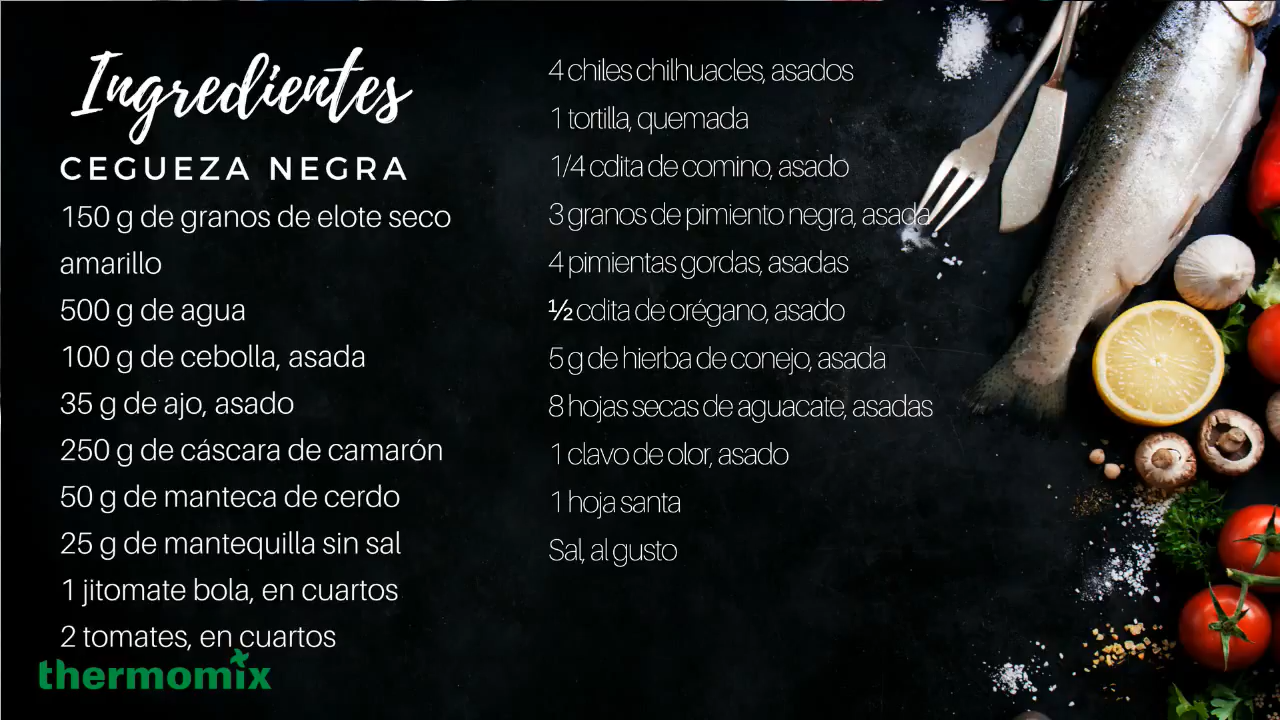 Ingredientes
CEGUEZA NEGRA
150 g de granos de elote seco
amarillo
500 g de agua
100 g de cebolla, asada
35 g de ajo, asado
250 g de cáscara de camarón
50 g de manteca de cerdo
25 g de mantequilla sin sal
1 jitomate bola, en cuartos
2 tomates, en cuartos
thermomix
4 chiles chilhuacles, asados
1 tortilla, quemada
1/4 cdita de comino, asado
3 granos de pimiento negra, asada
4 pimientas gordas, asadas
½ cdita de orégano, asado
5 g de hierba de conejo, asada
8 hojas secas de aguacate, asadas
1 clavo de olor, asado
1 hoja santa
Sal, al gusto